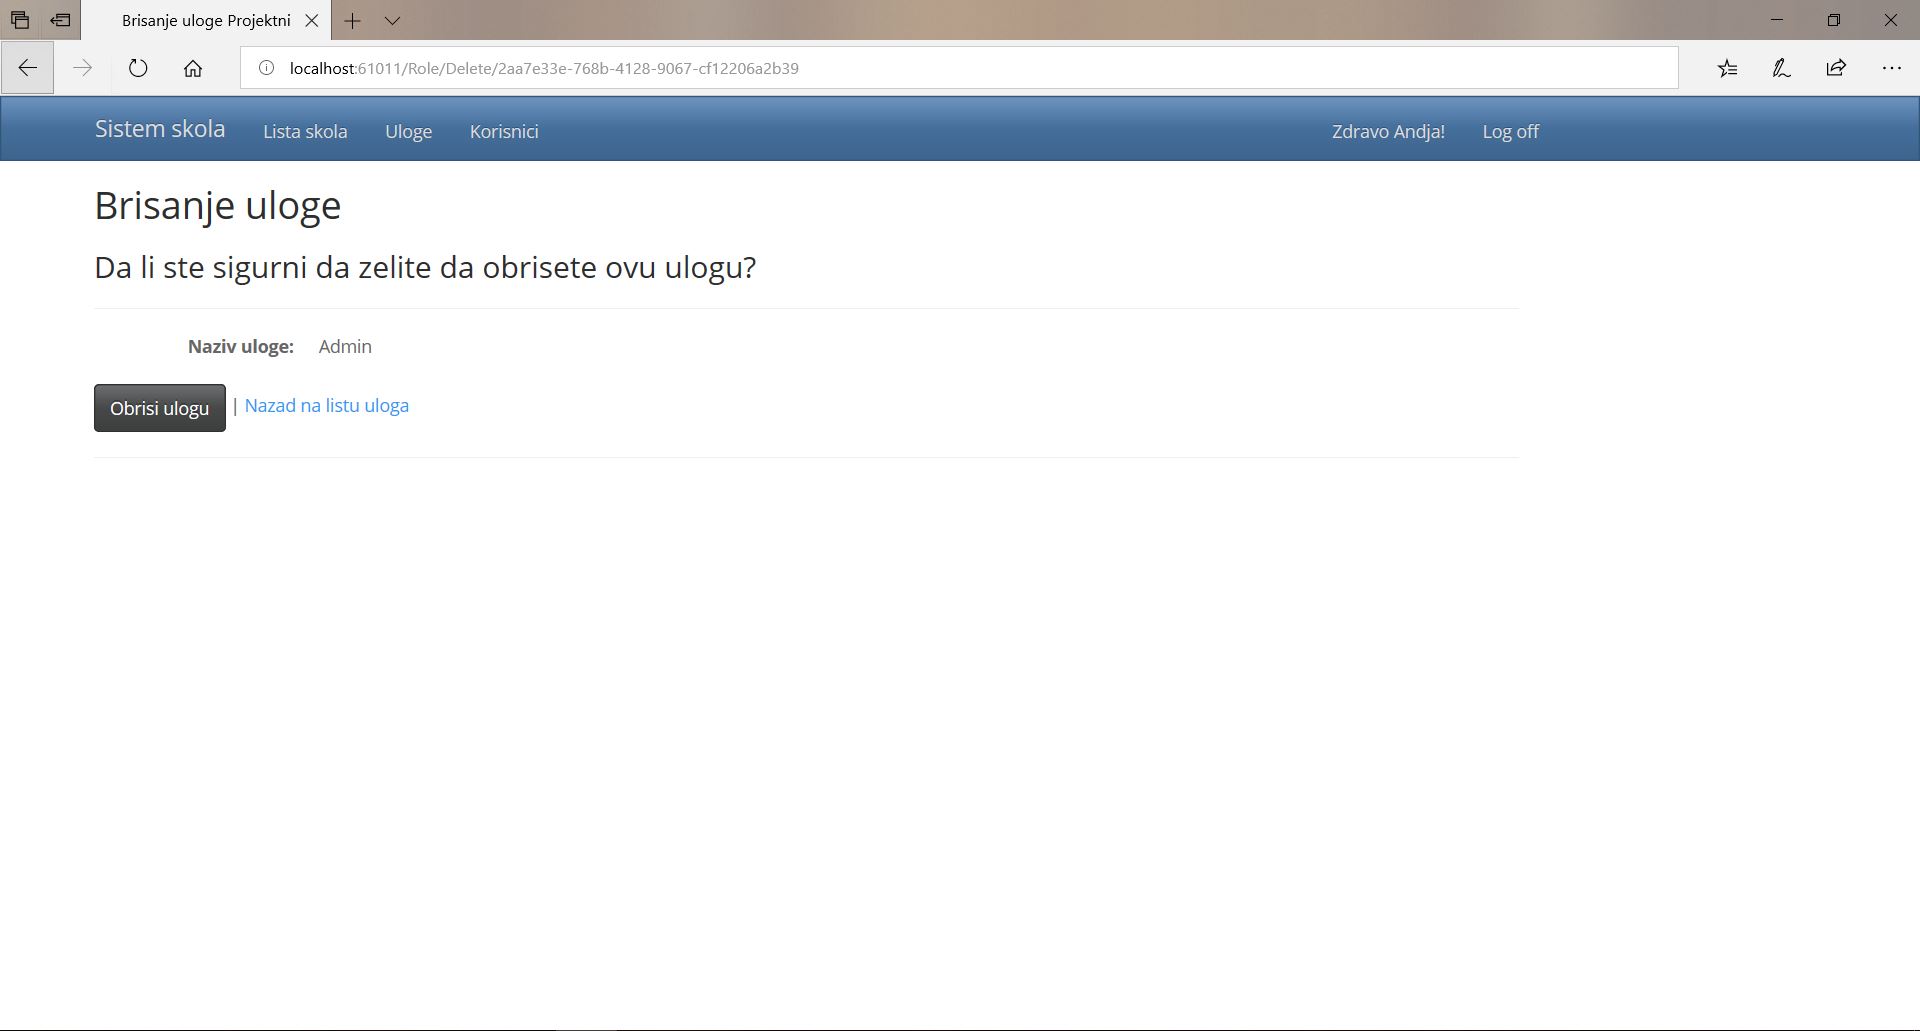 Brisanje uloge Projektni
localhost:61011/Role/Delete/2aa7e33e-768b-4128-9067-cf12206a2b39
Sistem skola Lista skola Uloge Korisnici Zdravo Andja! Log off
Brisanje uloge
Da li ste sigurni da zelite da obrisete ovu ulogu?
Naziv uloge: Admin
Obrisi ulogu | Nazad na listu uloga